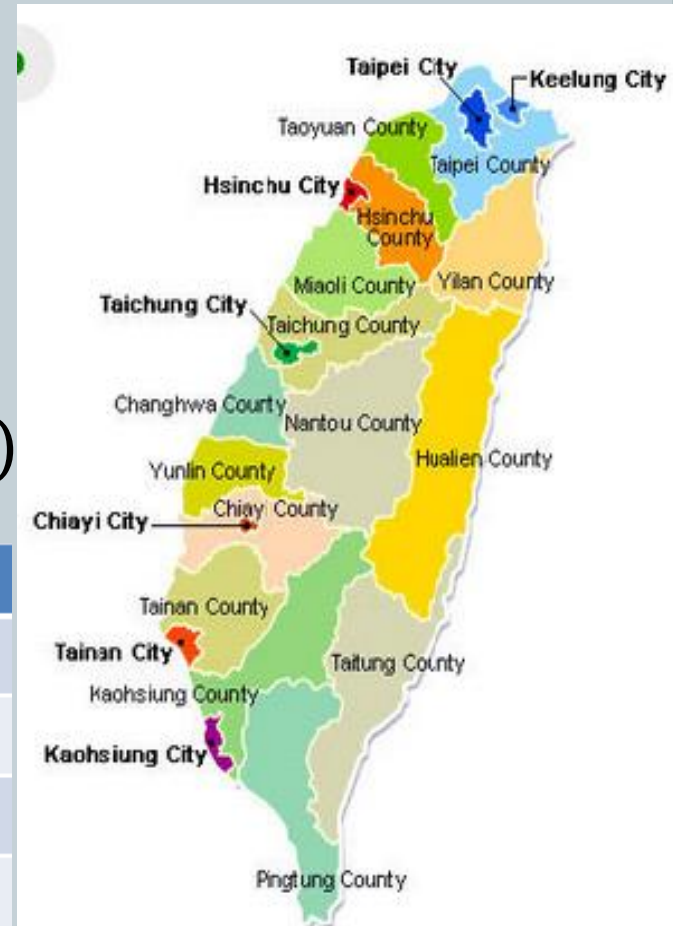 Taipei City
Keelung City
Taoyuan County
Taipei County
Hsinchu City
Hsinchu
County
Miaoli County
Yilan County
Taichung City
Taichung County
Changhwa Courty
Nantou County
Hualien County
Yunlin County
Chiay County
Chiayi City
Tainan County
Tainan City
Taitung County
Kaohsiung County
Kaohsiung City
Pingtung County
)